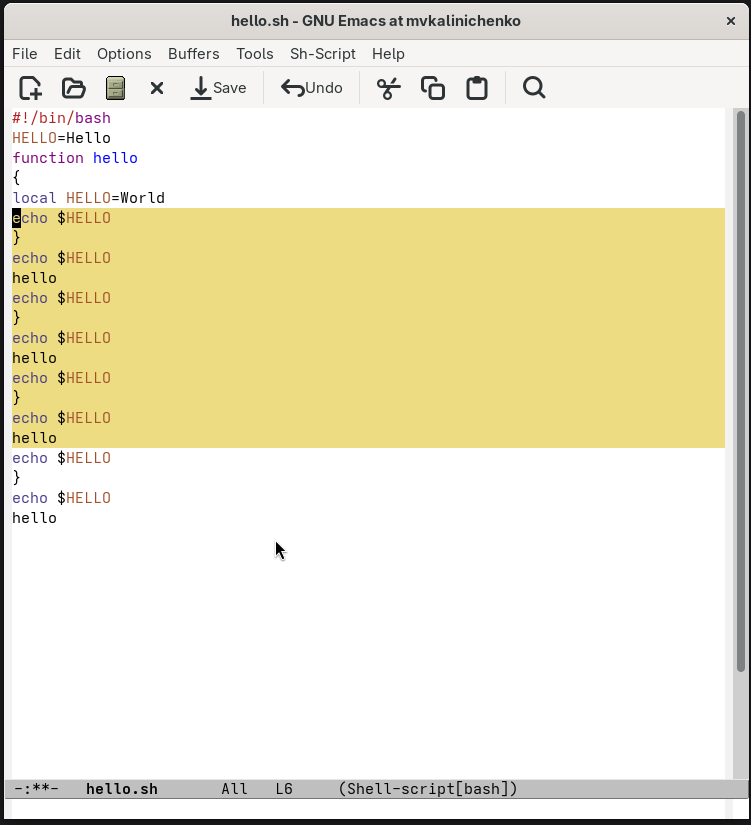 hello.sh - GNU Emacs at mvkalinichenko
File Edit Options Buffers Tools Sh-Script Help
Save Undo
#!/bin/bash
HELLO=Hello
function hello
{
local HELLO=World
echo $HELLO
}
echo $HELLO
hello
echo $HELLO
}
echo $HELLO
hello
echo $HELLO
}
echo $HELLO
hello
echo $HELLO
}
echo $HELLO
hello
-:**- hello.sh All L6 (Shell-script[bash])